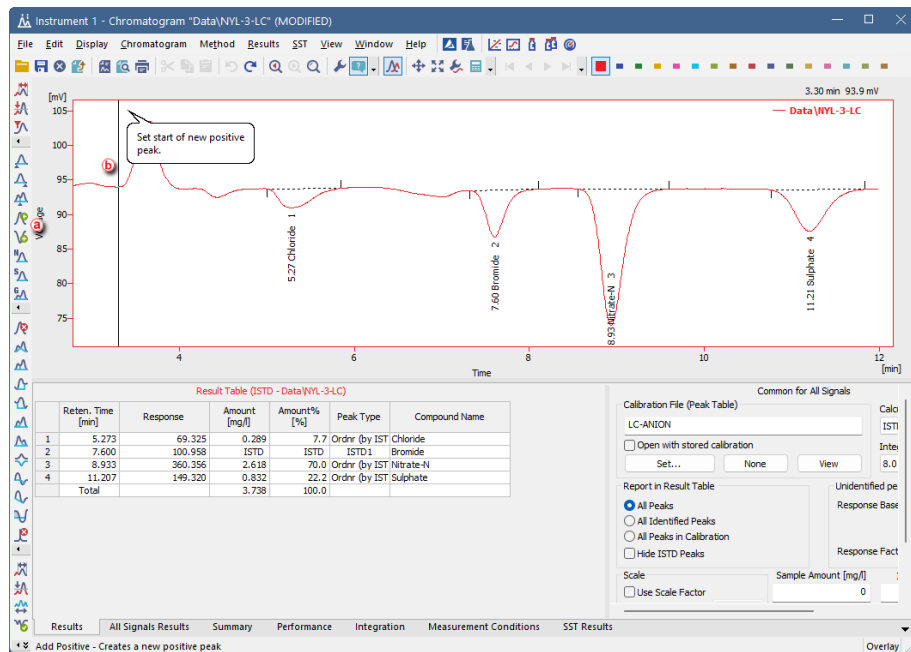 Instrument 1 - Chromatogram "Data\NYL-3-LC" (MODIFIED)
File Edit Display Chromatogram Method Results SST View Window Help
3.30 min 93.9 mV
[mV]
Data\NYL-3-LC
105
100
95
90
85
80
75
Set start of new positive
peak.
b
a
1
5.27 Chloride
2
7.60 Bromide
3
8.93 Nitrate-N
4
11.21 Sulphate
4 6 8 10 12
Time [min]
Result Table (ISTD - Data\NYL-3-LC)
Reten. Time [min] Response Amount [mg/l] Amount% [%] Peak Type Compound Name
1 5.273 69.325 0.289 7.7 Ordnr (by IST Chloride
2 7.600 100.958 ISTD ISTD ISTD1 Bromide
3 8.933 360.356 2.618 70.0 Ordnr (by IST Nitrate-N
4 11.207 149.320 0.832 22.2 Ordnr (by IST Sulphate
Total 3.738 100.0
Common for All Signals
Calibration File (Peak Table)
LC-ANION
Open with stored calibration
Set... None View
8.0
Report in Result Table
All Peaks
All Identified Peaks
All Peaks in Calibration
Hide ISTD Peaks
Unidentified pe
Response Base
Response Fact
Scale
Use Scale Factor
Sample Amount [mg/l]
0
Results All Signals Results Summary Performance Integration Measurement Conditions SST Results
Add Positive - Creates a new positive peak
Overlay